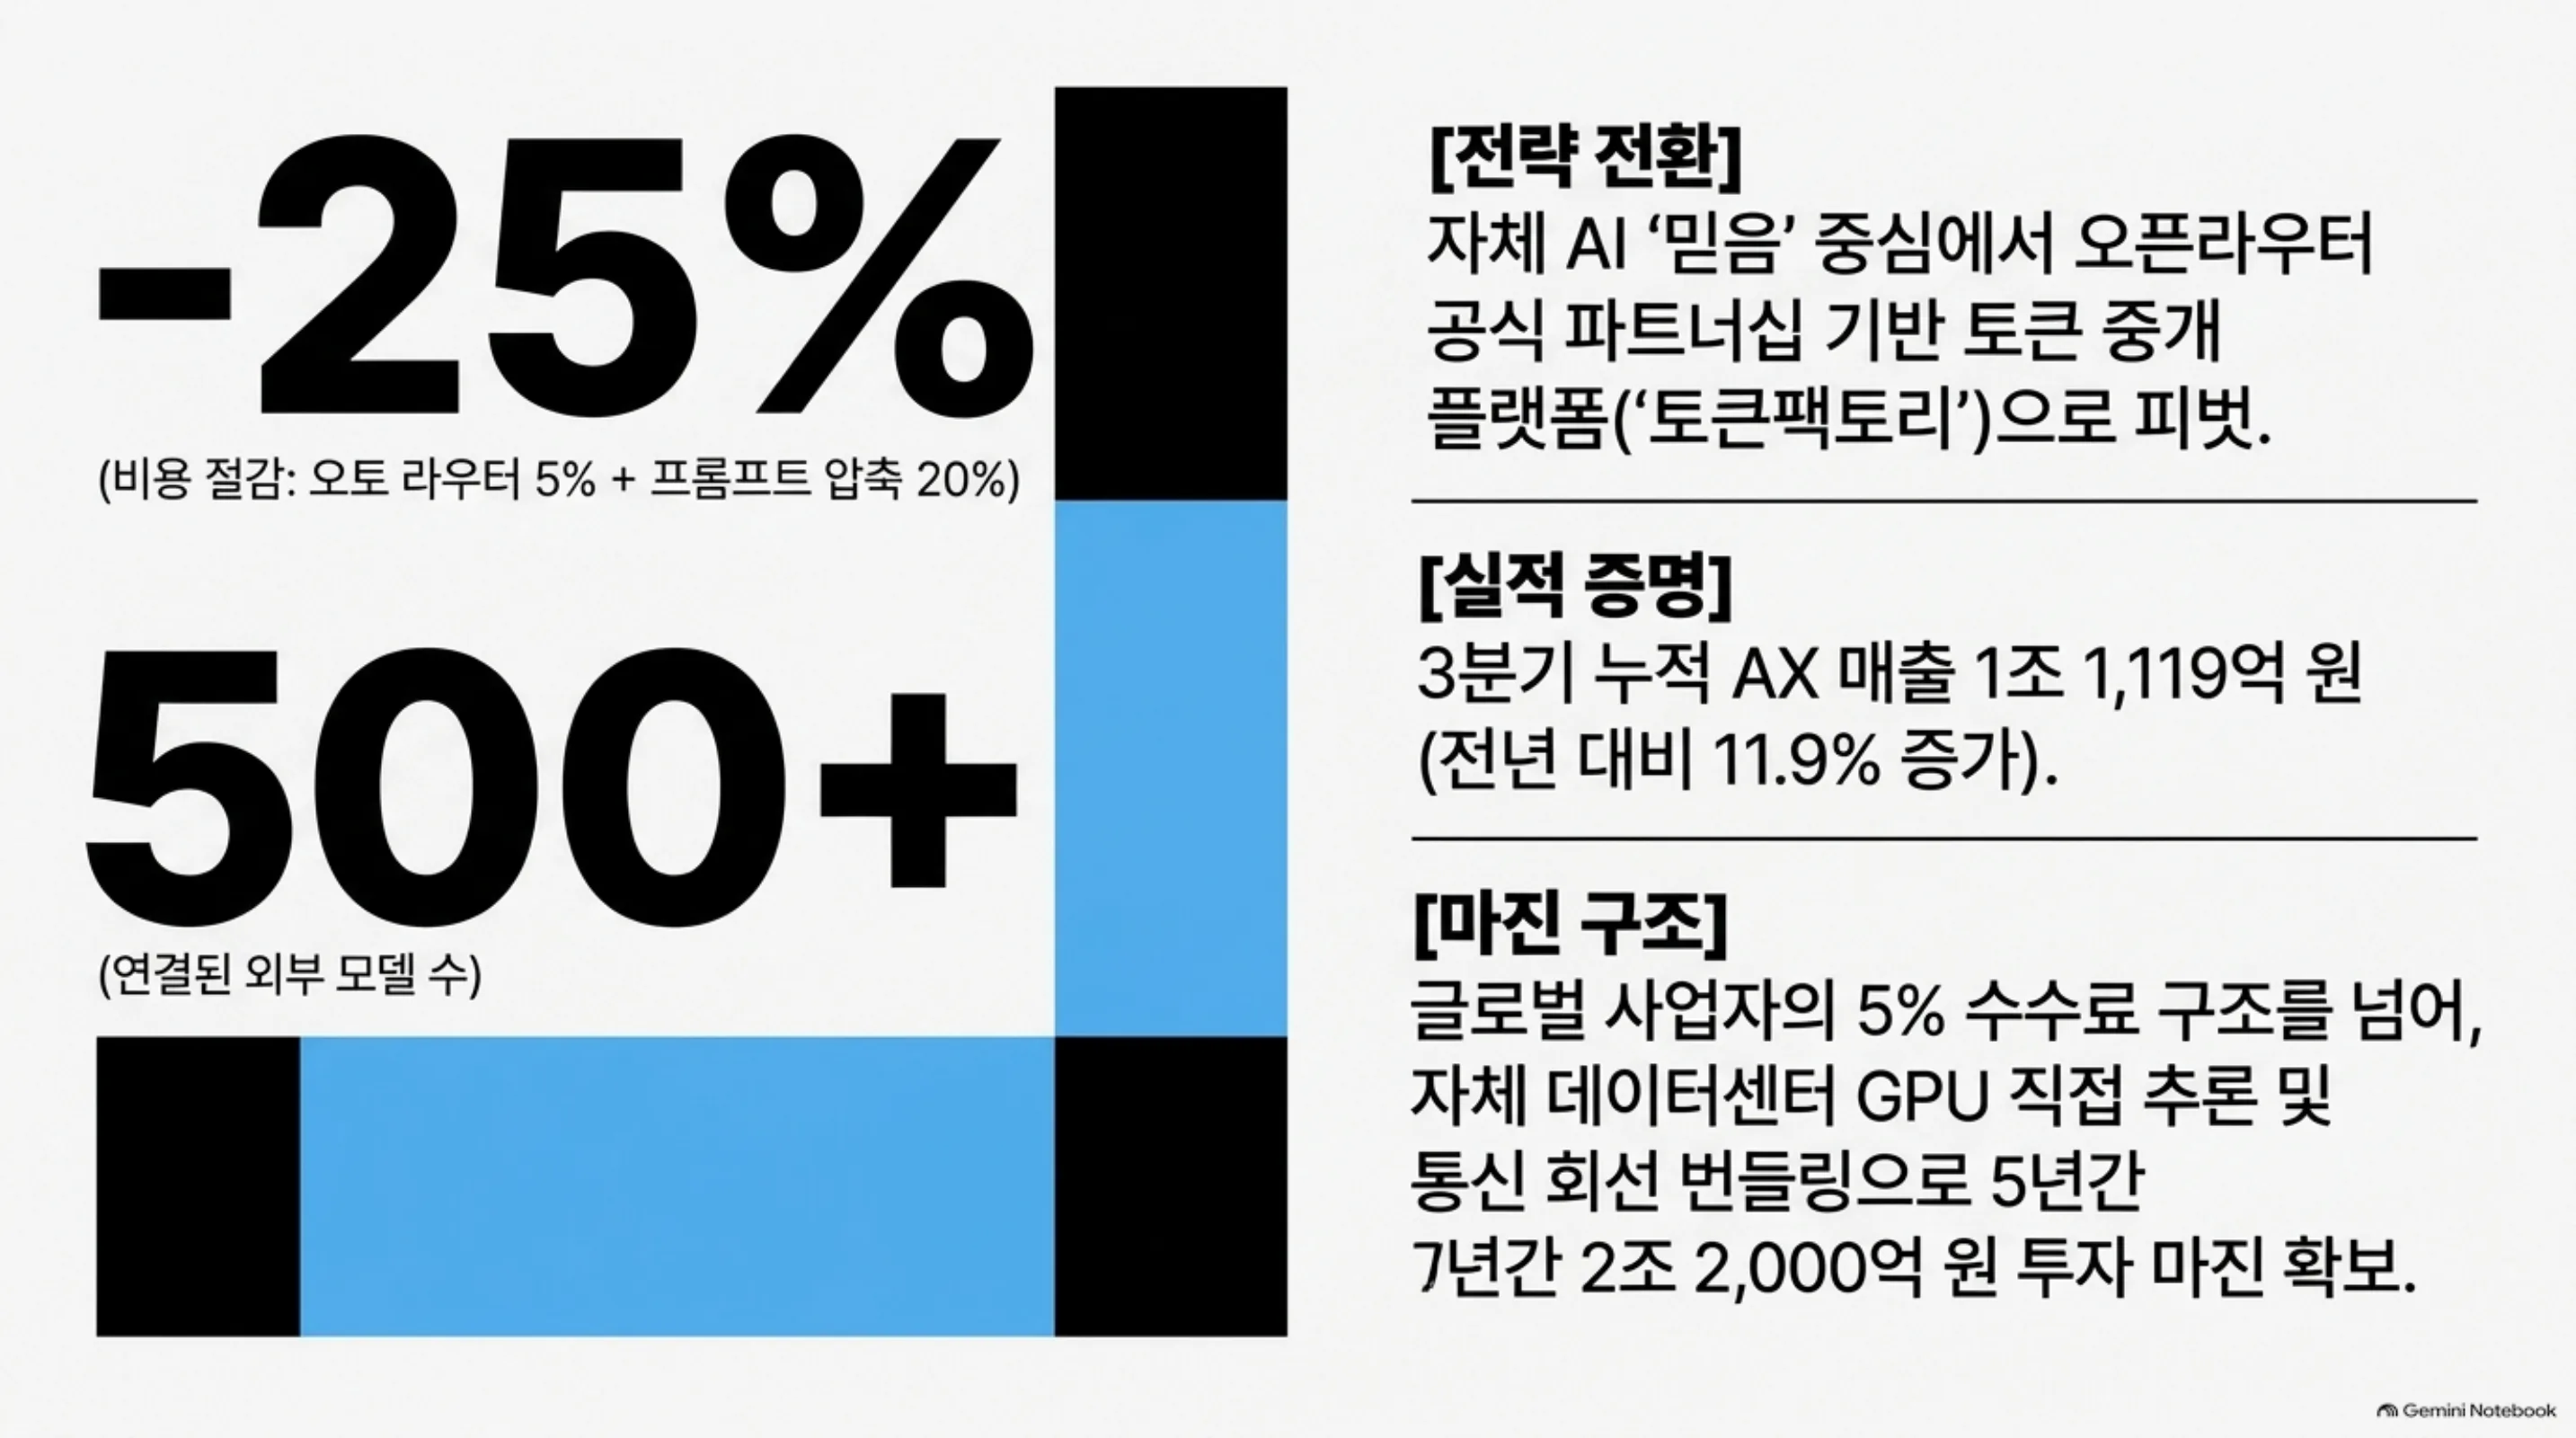 -25%
(비용 절감: 오토 라우터 5% + 프롬프트 압축 20%)
500+
(연결된 외부 모델 수)
[전략 전환]
자체 AI ‘믿음’ 중심에서 오픈라우터
공식 파트너십 기반 토큰 중개
플랫폼(‘토큰팩토리’)으로 피벗.
[실적 증명]
3분기 누적 AX 매출 1조 1,119억 원
(전년 대비 11.9% 증가).
[마진 구조]
글로벌 사업자의 5% 수수료 구조를 넘어,
자체 데이터센터 GPU 직접 추론 및
통신 회선 번들링으로 5년간
7년간 2조 2,000억 원 투자 마진 확보.
Gemini Notebook